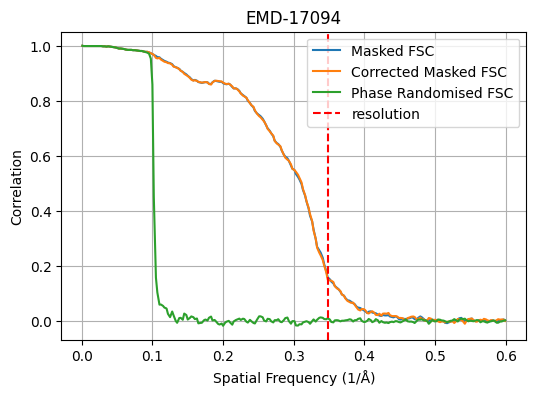 EMD-17094
Masked FSC
Corrected Masked FSC
Phase Randomised FSC
resolution
Correlation
1.0
0.8
0.6
0.4
0.2
0.0
0.0 0.1 0.2 0.3 0.4 0.5 0.6
Spatial Frequency (1/Å)